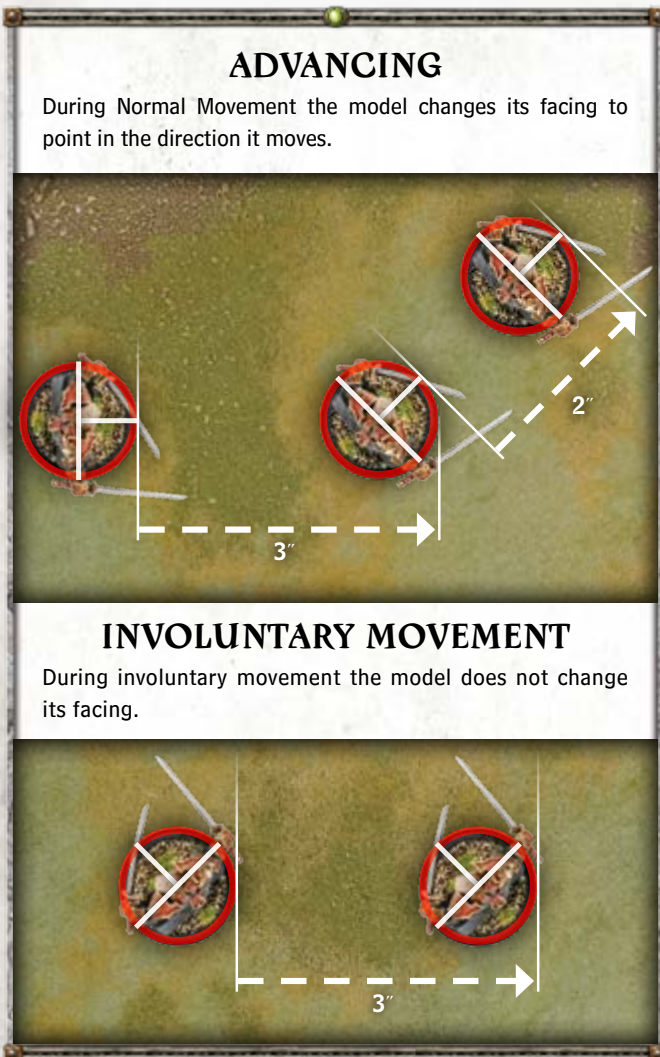 ADVANCING
During Normal Movement the model changes its facing to
point in the direction it moves.
2″
3″
INVOLUNTARY MOVEMENT
During involuntary movement the model does not change
its facing.
3″